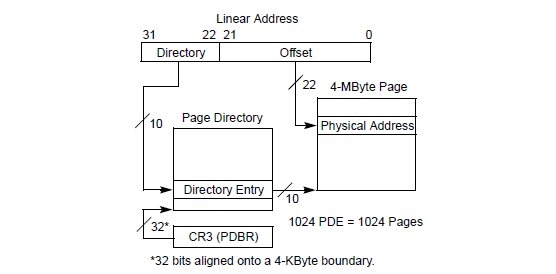 Linear Address
31 22 21 0
Directory Offset
22 4-MByte Page
10 Page Directory Physical Address
Directory Entry 10
1024 PDE = 1024 Pages
32*
CR3 (PDBR)
*32 bits aligned onto a 4-KByte boundary.